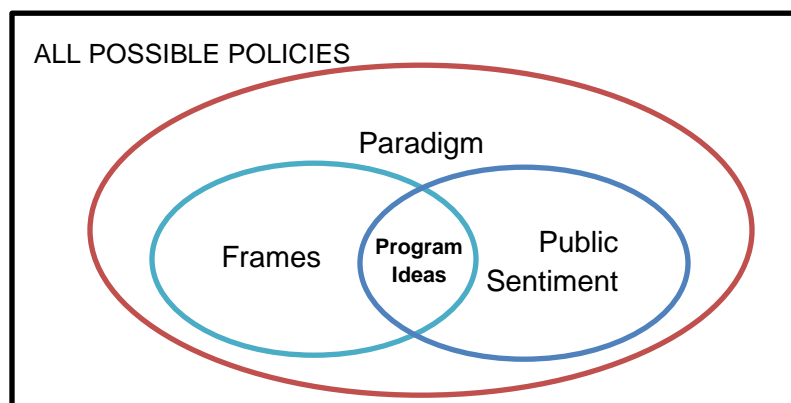 ALL POSSIBLE POLICIES
Paradigm
Frames
Program
Ideas
Public
Sentiment